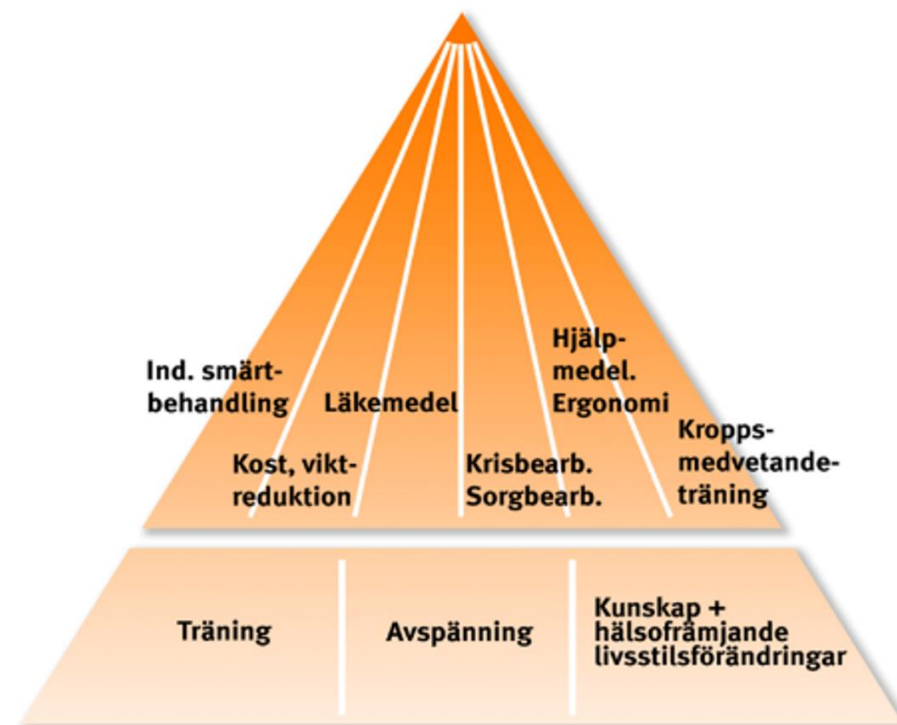 Ind. smärt-
behandling
Kost, vikt-
reduktion
Läkemedel
Krisbearb.
Sorgbearb.
Hjälp-
medel.
Ergonomi
Kropps-
medvetande-
träning
Träning
Avspänning
Kunskap +
hälsofrämjande
livsstilsförändringar